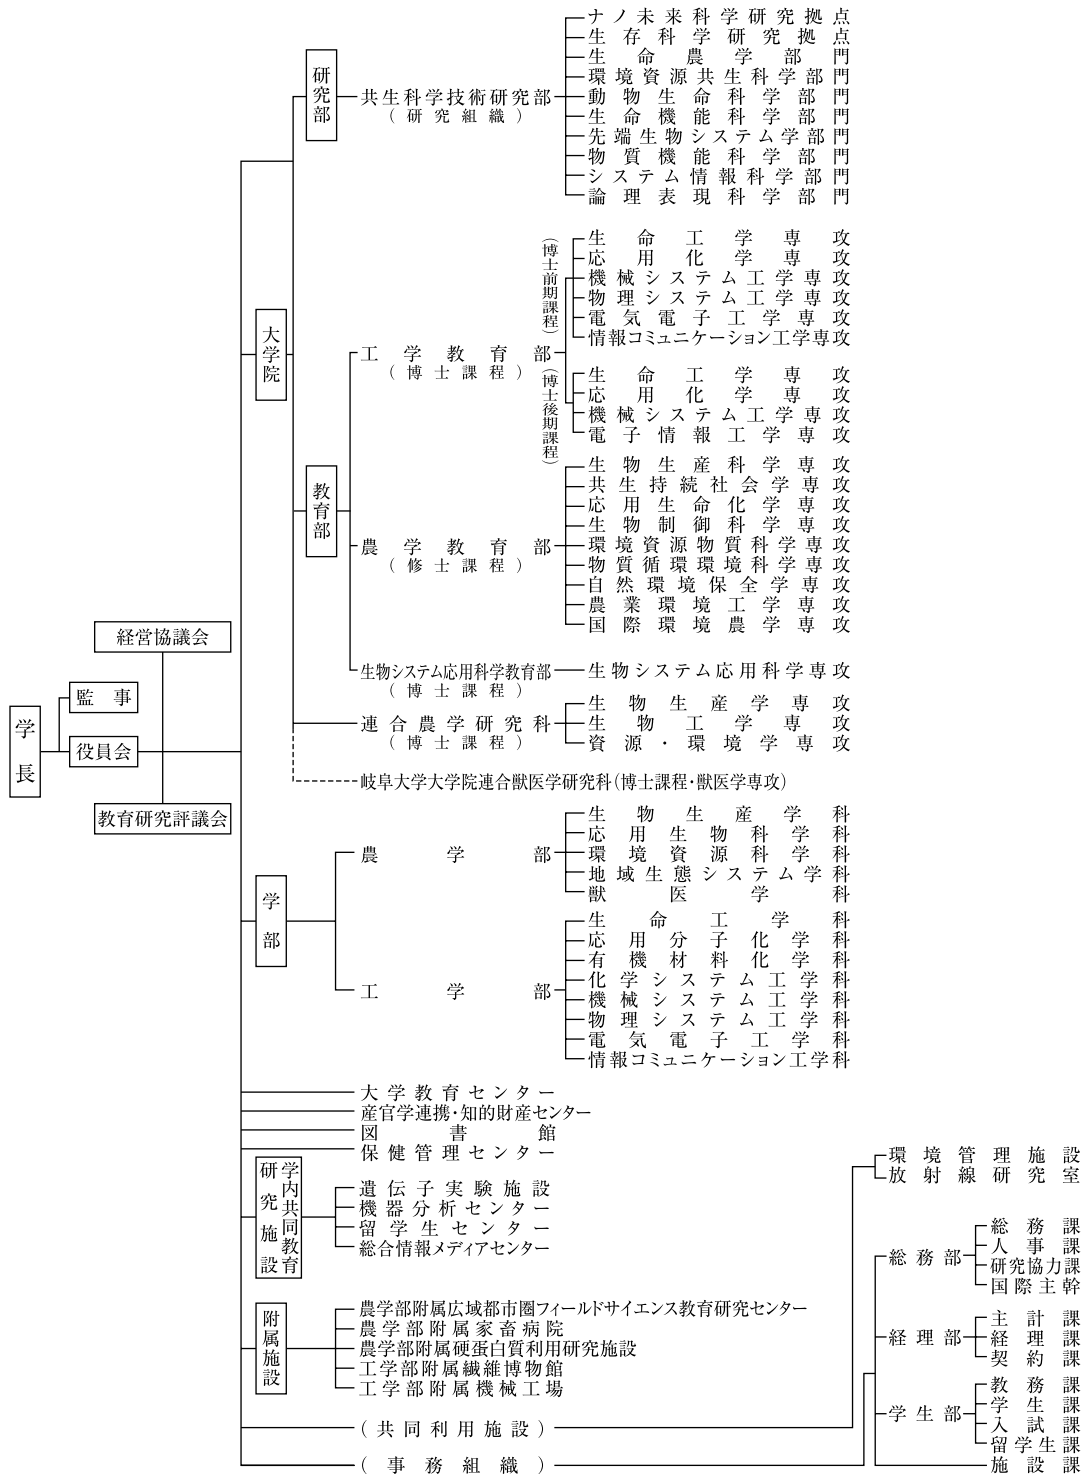 学長
監事
役員会
経営協議会
教育研究評議会
大学院
研究部
共生科学技術研究部
(研究組織)
ナノ未来科学研究拠点
生存科学研究拠点
生命農学部門
環境資源共生科学部門
動物生命科学部門
生命機能科学部門
先端生物システム学部門
物質機能科学部門
システム情報科学部門
論理表現科学部門
教育部
工学教育部
(博士課程)
(博士前期課程)
生命工学専攻
応用化学専攻
機械システム工学専攻
物理システム工学専攻
電気電子工学専攻
情報コミュニケーション工学専攻
(博士後期課程)
生命工学専攻
応用化学専攻
機械システム工学専攻
電子情報工学専攻
農学教育部
(修士課程)
生物生産科学専攻
共生持続社会学専攻
応用生命化学専攻
生物制御科学専攻
環境資源物質科学専攻
物質循環環境科学専攻
自然環境保全学専攻
農業環境工学専攻
国際環境農学専攻
生物システム応用科学教育部
(博士課程)
生物システム応用科学専攻
連合農学研究科
(博士課程)
生物生産学専攻
生物工学専攻
資源・環境学専攻
岐阜大学大学院連合獣医学研究科(博士課程・獣医学専攻)
学部
農学部
生物生産学科
応用生物科学科
環境資源科学科
地域生態システム学科
獣医学科
工学部
生命工学科
応用分子化学科
有機材料化学科
化学システム工学科
機械システム工学科
物理システム工学科
電気電子工学科
情報コミュニケーション工学科
大学教育センター
産官学連携・知的財産センター
図書館
保健管理センター
学内共同教育
研究施設
遺伝子実験施設
機器分析センター
留学生センター
総合情報メディアセンター
附属施設
農学部附属広域都市圏フィールドサイエンス教育研究センター
農学部附属家畜病院
農学部附属硬蛋白質利用研究施設
工学部附属繊維博物館
工学部附属機械工場
(共同利用施設)
環境管理施設
放射線研究室
(事務組織)
総務部
総務課
人事課
研究協力課
国際主幹
経理部
主計課
経理課
契約課
学生部
教務課
学生課
入試課
留学生課
施設課